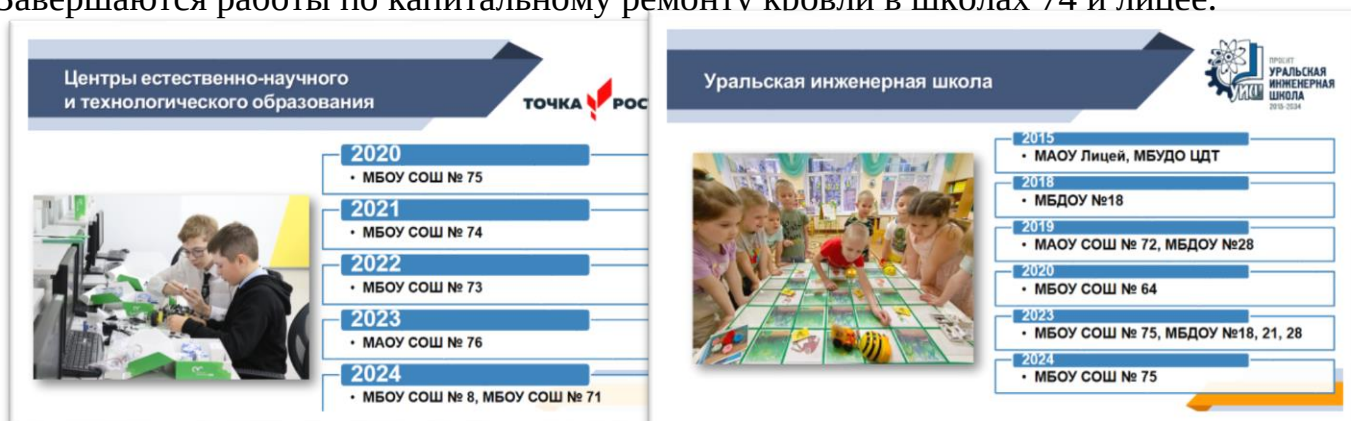 Завершаются работы по капитальному ремонту кровли в школах 74 и лицее.
Центры естественно-научного
и технологического образования
ТОЧКА РОС
2020
• МБОУ СОШ № 75
2021
• МБОУ СОШ № 74
2022
• МБОУ СОШ № 73
2023
• МАОУ СОШ № 76
2024
• МБОУ СОШ № 8, МБОУ СОШ № 71
Уральская инженерная школа
ПРОЕКТ
УРАЛЬСКАЯ
ИНЖЕНЕРНАЯ
ШКОЛА
2015-2034
УИШ
2015
• МАОУ Лицей, МБУДО ЦДТ
2018
• МБДОУ №18
2019
• МАОУ СОШ № 72, МБДОУ №28
2020
• МБОУ СОШ № 64
2023
• МБОУ СОШ № 75, МБДОУ №18, 21, 28
2024
• МБОУ СОШ № 75